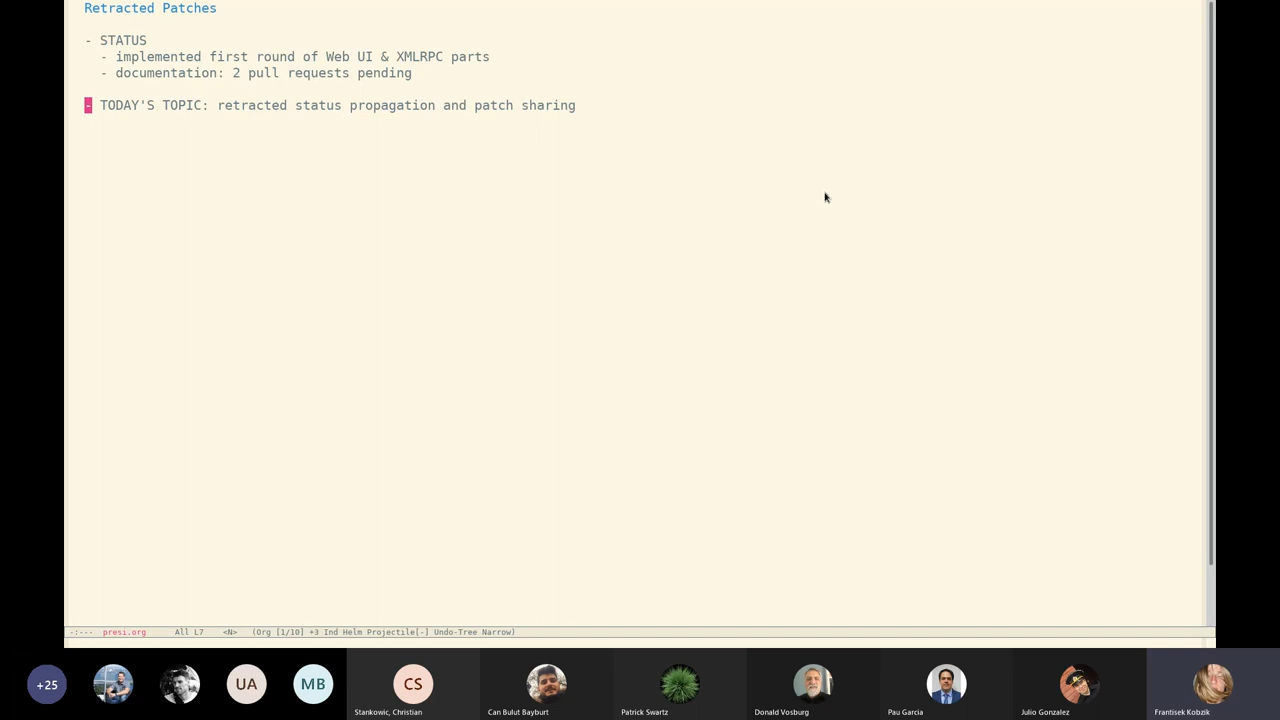 Retracted Patches
- STATUS
- implemented first round of Web UI & XMLRPC parts
- documentation: 2 pull requests pending
- TODAY'S TOPIC: retracted status propagation and patch sharing
-:--- presi.org All L7 <N> (Org [1/10] +3 Ind Helm Projectile[-] Undo-Tree Narrow)
+25 UA MB CS
Stankowic, Christian Can Bulut Bayburt Patrick Swartz Donald Vosburg Pau Garcia Julio Gonzalez Frantisek Kobzik